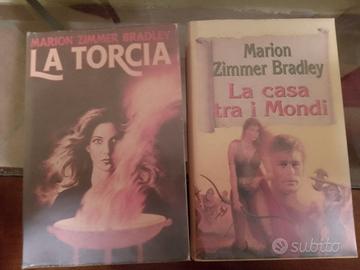 MARION ZIMMER BRADLEY
LA TORCIA
Marion
Zimmer Bradley
La casa
tra i Mondi
subito